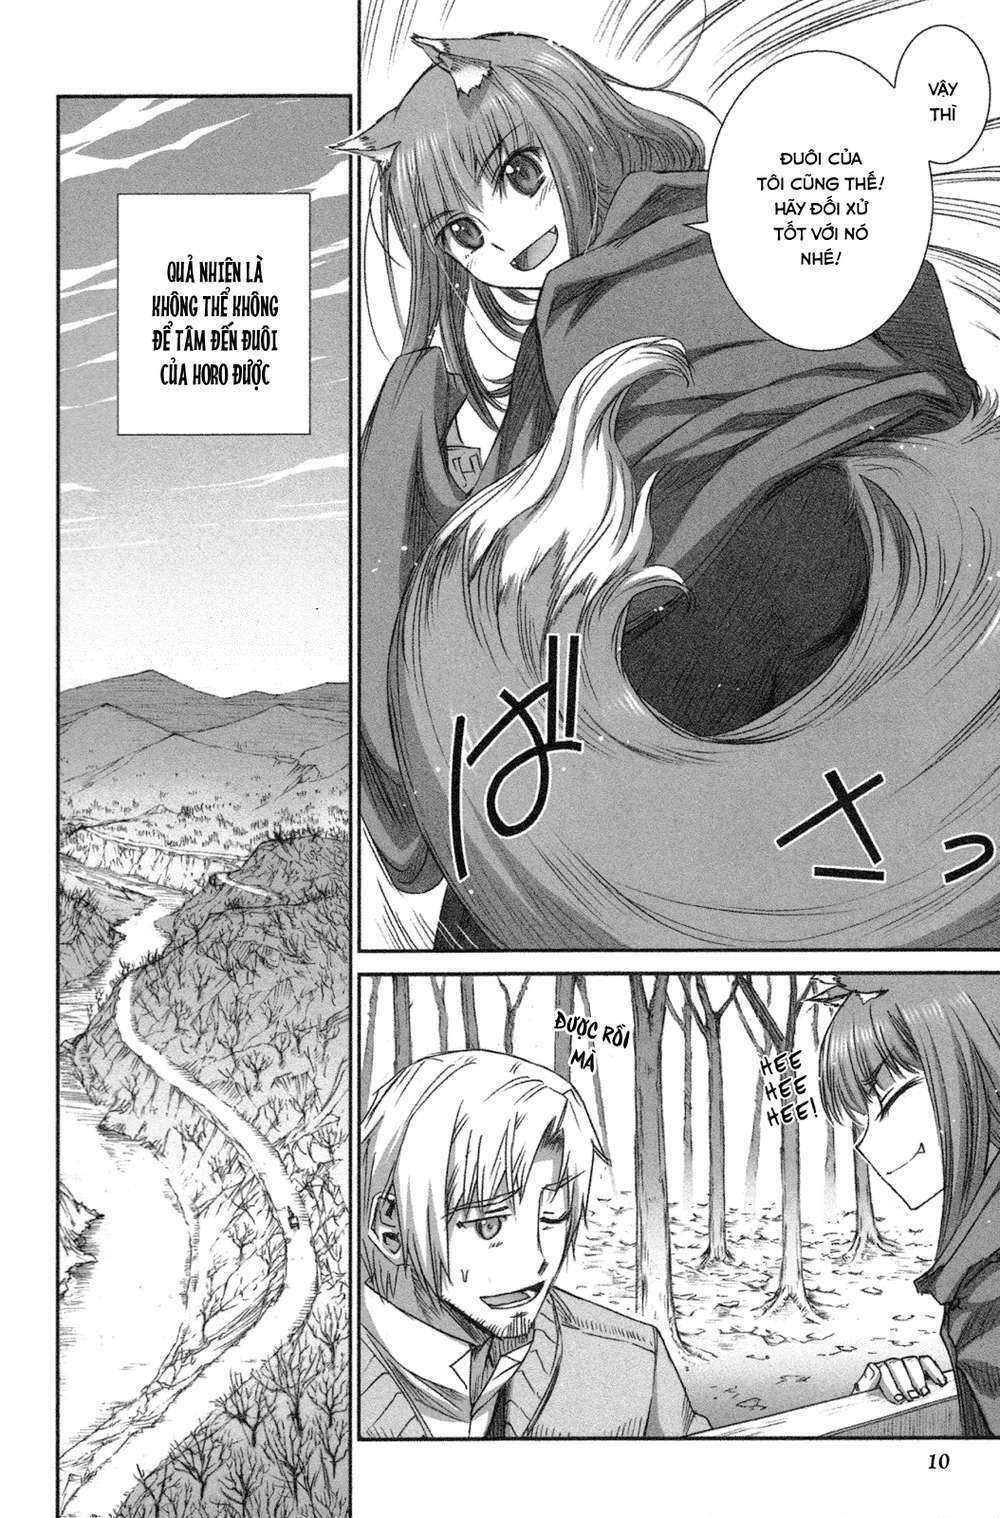 VẬY
THÌ
ĐUÔI CỦA
TÔI CŨNG THẾ!
HÃY ĐỐI XỬ
TỐT VỚI NÓ
NHÉ!
ばさっ
ĐƯỢC RỒI
MÀ
HEE
HEE
HEE!
QUẢ NHIÊN LÀ
KHÔNG THỂ KHÔNG
ĐỂ TÂM ĐẾN ĐUÔI
CỦA HORO ĐƯỢC
10